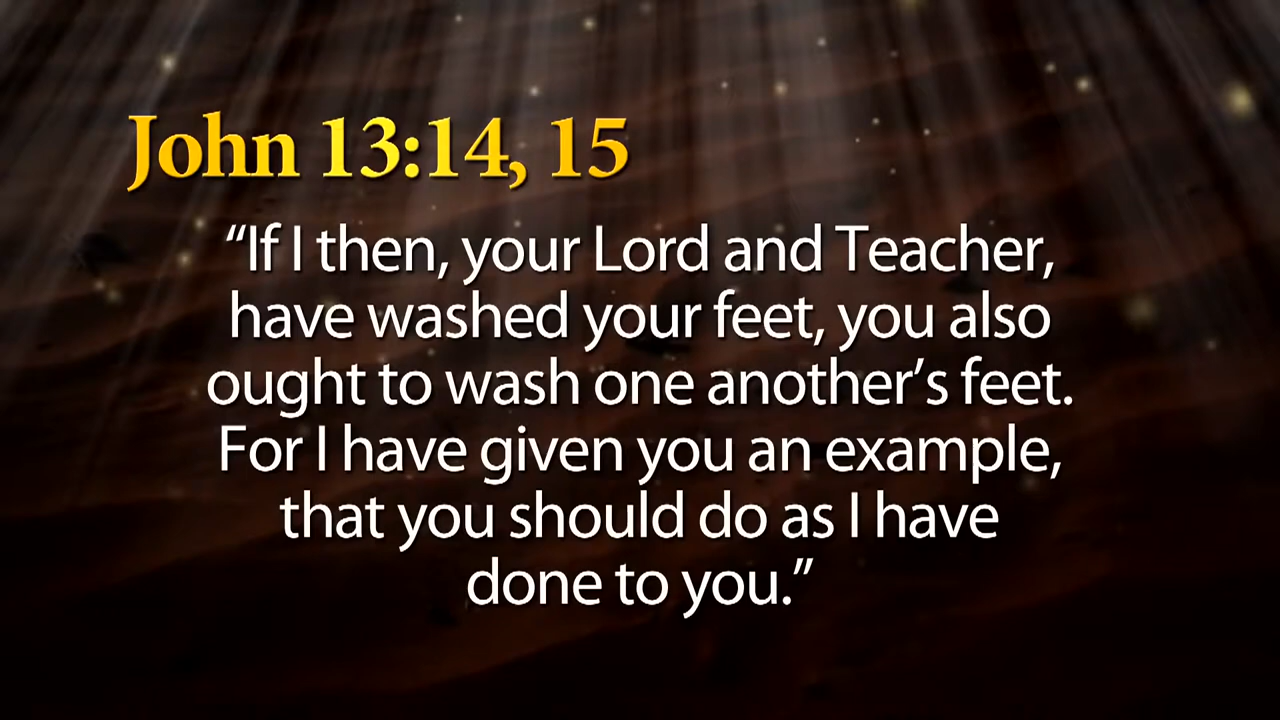 John 13:14, 15
“If I then, your Lord and Teacher,
have washed your feet, you also
ought to wash one another’s feet.
For I have given you an example,
that you should do as I have
done to you.”